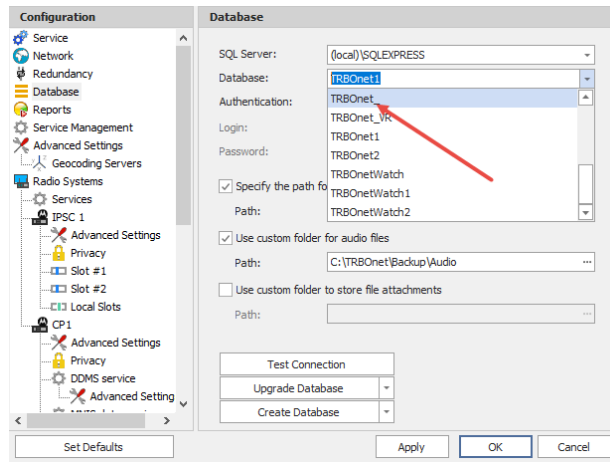 Configuration
Service
Network
Redundancy
Database
Reports
Service Management
Advanced Settings
Geocoding Servers
Radio Systems
Services
IPSC 1
Advanced Settings
Privacy
Slot #1
Slot #2
Local Slots
CP1
Advanced Settings
Privacy
DDMS service
Advanced Setting
Set Defaults
Database
SQL Server: (local)\SQLEXPRESS
Database: TRBOnet1
TRBOnet_
Authentication:
TRBOnet_VR
Login:
TRBOnet1
TRBOnet2
Password:
TRBOnetWatch
Specify the path fo
TRBOnetWatch1
Path:
TRBOnetWatch2
Use custom folder for audio files
Path: C:\TRBOnet\Backup\Audio ...
Use custom folder to store file attachments
Path: ...
Test Connection
Upgrade Database
Create Database
Apply OK Cancel